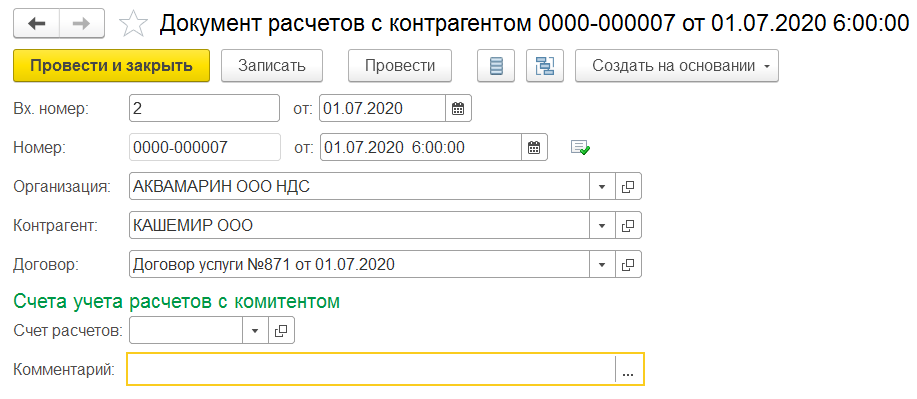 Документ расчетов с контрагентом 0000-000007 от 01.07.2020 6:00:00
Провести и закрыть Записать Провести Создать на основании
Вх. номер: 2 от: 01.07.2020
Номер: 0000-000007 от: 01.07.2020 6:00:00
Организация: АКВАМАРИН ООО НДС
Контрагент: КАШЕМИР ООО
Договор: Договор услуги №871 от 01.07.2020
Счета учета расчетов с комитентом
Счет расчетов:
Комментарий: ...